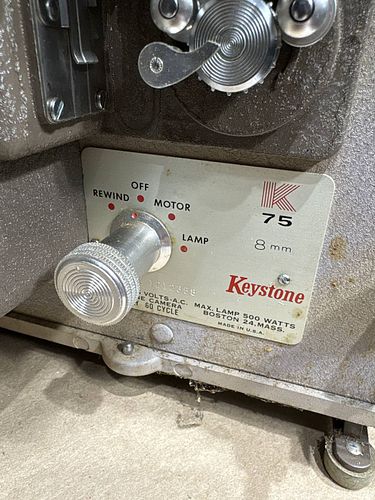 OFF
REWIND MOTOR
LAMP
K
75
8 mm
Keystone
VOLTS-A.C. MAX. LAMP 500 WATTS
CAMERA BOSTON 24, MASS.
60 CYCLE
MADE IN U.S.A.